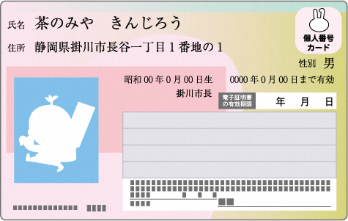 氏名 茶のみや きんじろう
個人番号
カード
住所 静岡県掛川市長谷一丁目1番地の1
性別 男
昭和00年0月00日生 0000年0月00日まで有効
掛川市長
電子証明書
の有効期限 年 月 日